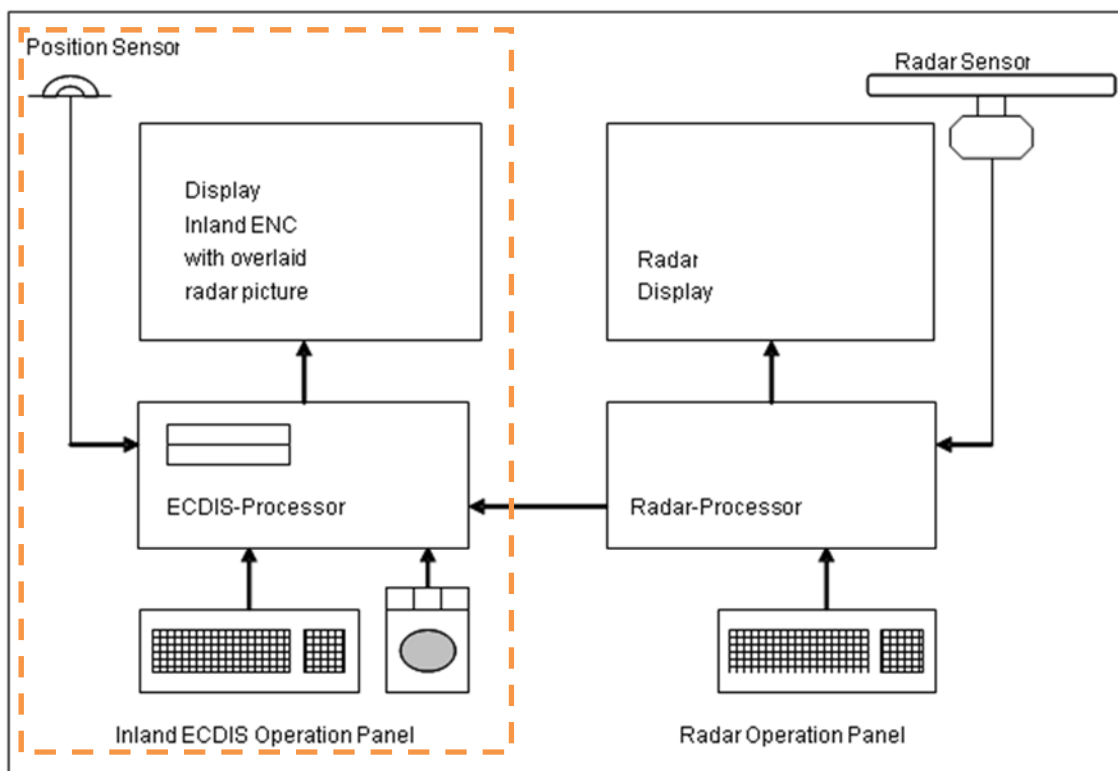 Position Sensor
Radar Sensor
Display
Inland ENC
with overlaid
radar picture
Radar
Display
ECDIS-Processor
Radar-Processor
Inland ECDIS Operation Panel
Radar Operation Panel